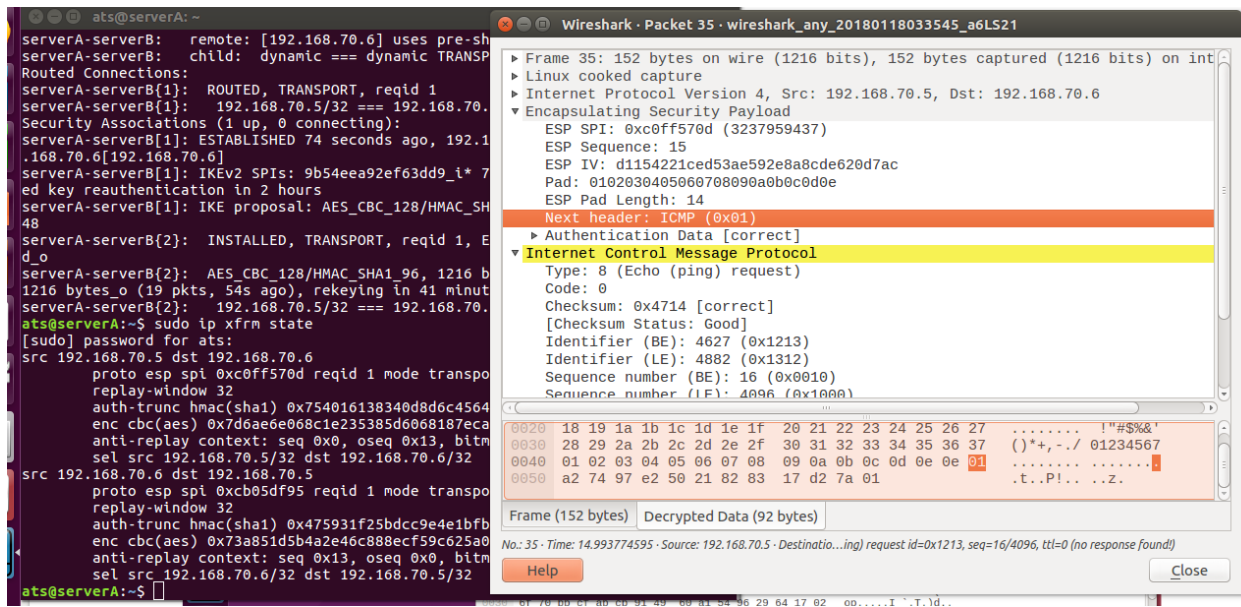 ats@serverA: ~
serverA-serverB:   remote: [192.168.70.6] uses pre-sh
serverA-serverB:   child:  dynamic === dynamic TRANSP
Routed Connections:
serverA-serverB{1}:  ROUTED, TRANSPORT, reqid 1
serverA-serverB{1}:   192.168.70.5/32 === 192.168.70.
Security Associations (1 up, 0 connecting):
serverA-serverB[1]: ESTABLISHED 74 seconds ago, 192.1
.168.70.6[192.168.70.6]
serverA-serverB[1]: IKEv2 SPIs: 9b54eea92ef63dd9_i* 7
ed key reauthentication in 2 hours
serverA-serverB[1]: IKE proposal: AES_CBC_128/HMAC_SH
48
serverA-serverB{2}:  INSTALLED, TRANSPORT, reqid 1, E
d_o
serverA-serverB{2}:  AES_CBC_128/HMAC_SHA1_96, 1216 b
1216 bytes_o (19 pkts, 54s ago), rekeying in 41 minut
serverA-serverB{2}:   192.168.70.5/32 === 192.168.70.
ats@serverA:~$ sudo ip xfrm state
[sudo] password for ats:
src 192.168.70.5 dst 192.168.70.6
proto esp spi 0xc0ff570d reqid 1 mode transpo
replay-window 32
auth-trunc hmac(sha1) 0x754016138340d8d6c4564
enc cbc(aes) 0x7d6ae6e068c1e235385d6068187eca
anti-replay context: seq 0x0, oseq 0x13, bitm
sel src 192.168.70.5/32 dst 192.168.70.6/32
src 192.168.70.6 dst 192.168.70.5
proto esp spi 0xcb05df95 reqid 1 mode transpo
replay-window 32
auth-trunc hmac(sha1) 0x475931f25bdcc9e4e1bfb
enc cbc(aes) 0x73a851d5b4a2e46c888ecf59c625a0
anti-replay context: seq 0x13, oseq 0x0, bitm
sel src 192.168.70.6/32 dst 192.168.70.5/32
ats@serverA:~$
Wireshark · Packet 35 · wireshark_any_20180118033545_a6LS21
Frame 35: 152 bytes on wire (1216 bits), 152 bytes captured (1216 bits) on int
Linux cooked capture
Internet Protocol Version 4, Src: 192.168.70.5, Dst: 192.168.70.6
Encapsulating Security Payload
ESP SPI: 0xc0ff570d (3237959437)
ESP Sequence: 15
ESP IV: d1154221ced53ae592e8a8cde620d7ac
Pad: 0102030405060708090a0b0c0d0e
ESP Pad Length: 14
Next header: ICMP (0x01)
Authentication Data [correct]
Internet Control Message Protocol
Type: 8 (Echo (ping) request)
Code: 0
Checksum: 0x4714 [correct]
[Checksum Status: Good]
Identifier (BE): 4627 (0x1213)
Identifier (LE): 4882 (0x1312)
Sequence number (BE): 16 (0x0010)
Sequence number (LE): 4096 (0x1000)
0020  18 19 1a 1b 1c 1d 1e 1f  20 21 22 23 24 25 26 27  ........ !"#$%&'
0030  28 29 2a 2b 2c 2d 2e 2f  30 31 32 33 34 35 36 37  ()*+,-./ 01234567
0040  01 02 03 04 05 06 07 08  09 0a 0b 0c 0d 0e 0e 01  ........ ........
0050  a2 74 97 e2 50 21 82 83  17 d2 7a 01  .t..P!.. ..z.
Frame (152 bytes)  Decrypted Data (92 bytes)
No.: 35 · Time: 14.993774595 · Source: 192.168.70.5 · Destinatio…ing) request id=0x1213, seq=16/4096, ttl=0 (no response found!)
Help
Close